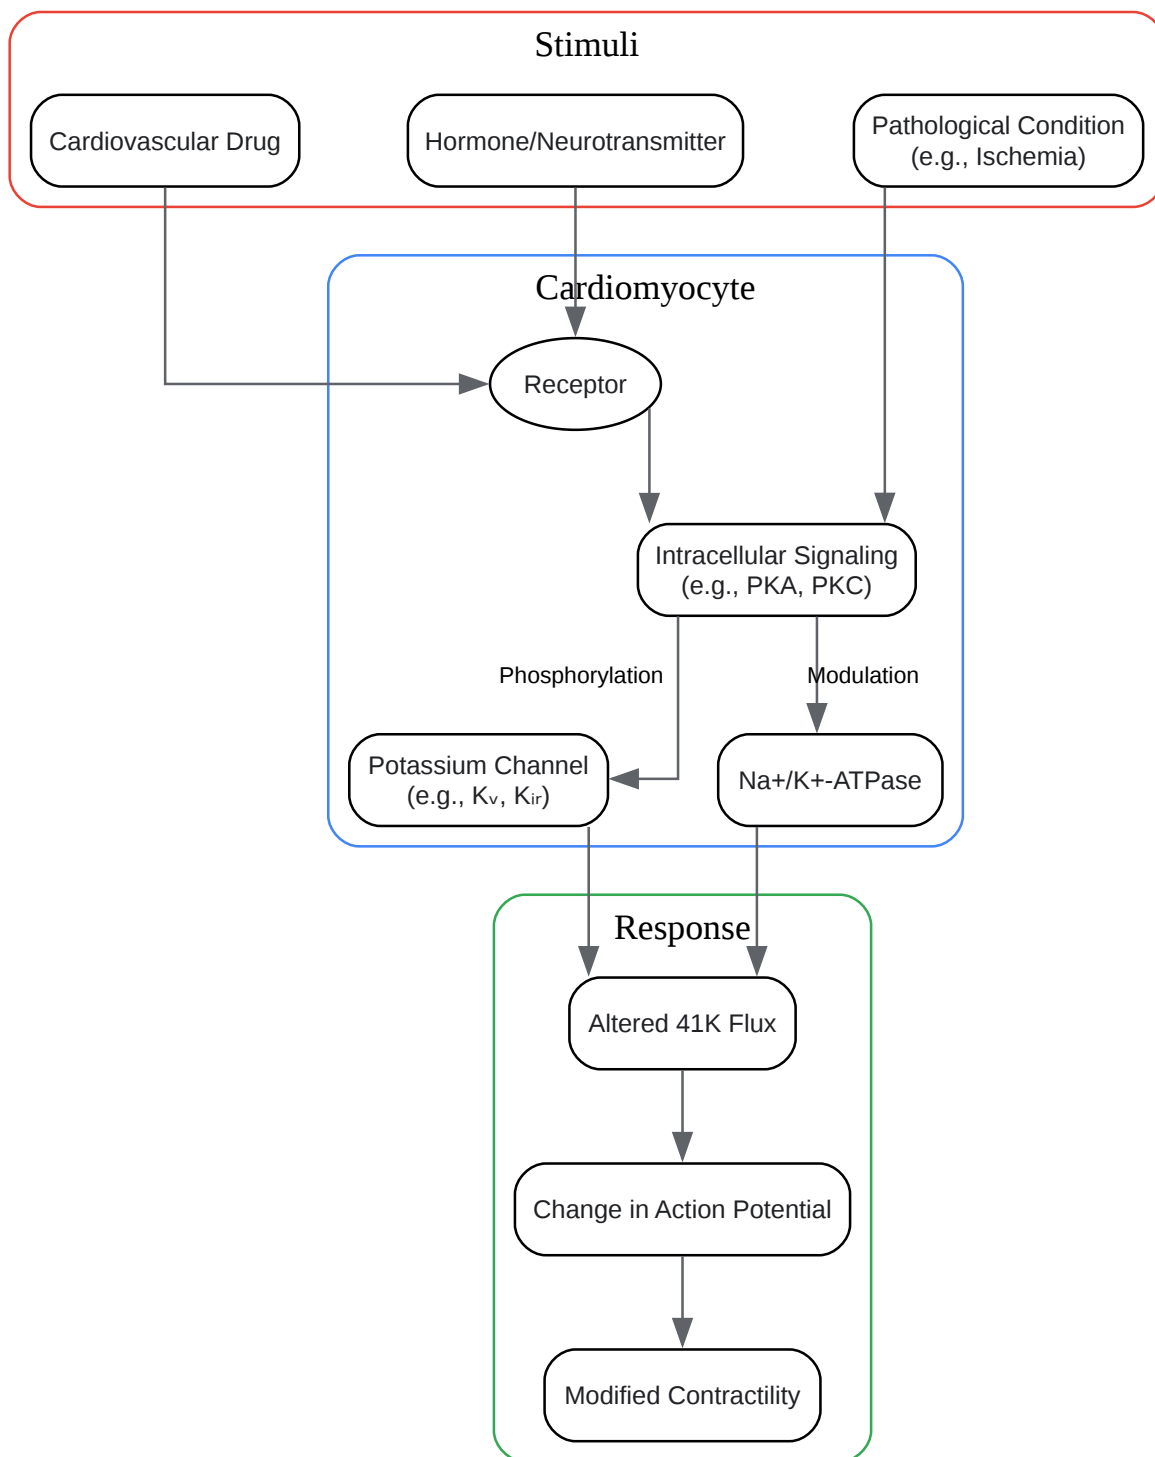 Stimuli
Cardiovascular Drug
Hormone/Neurotransmitter
Pathological Condition
(e.g., Ischemia)
Cardiomyocyte
Receptor
Intracellular Signaling
(e.g., PKA, PKC)
Phosphorylation
Modulation
Potassium Channel
(e.g., Kᵥ, Kᵢᵣ)
Na+/K+-ATPase
Response
Altered 41K Flux
Change in Action Potential
Modified Contractility